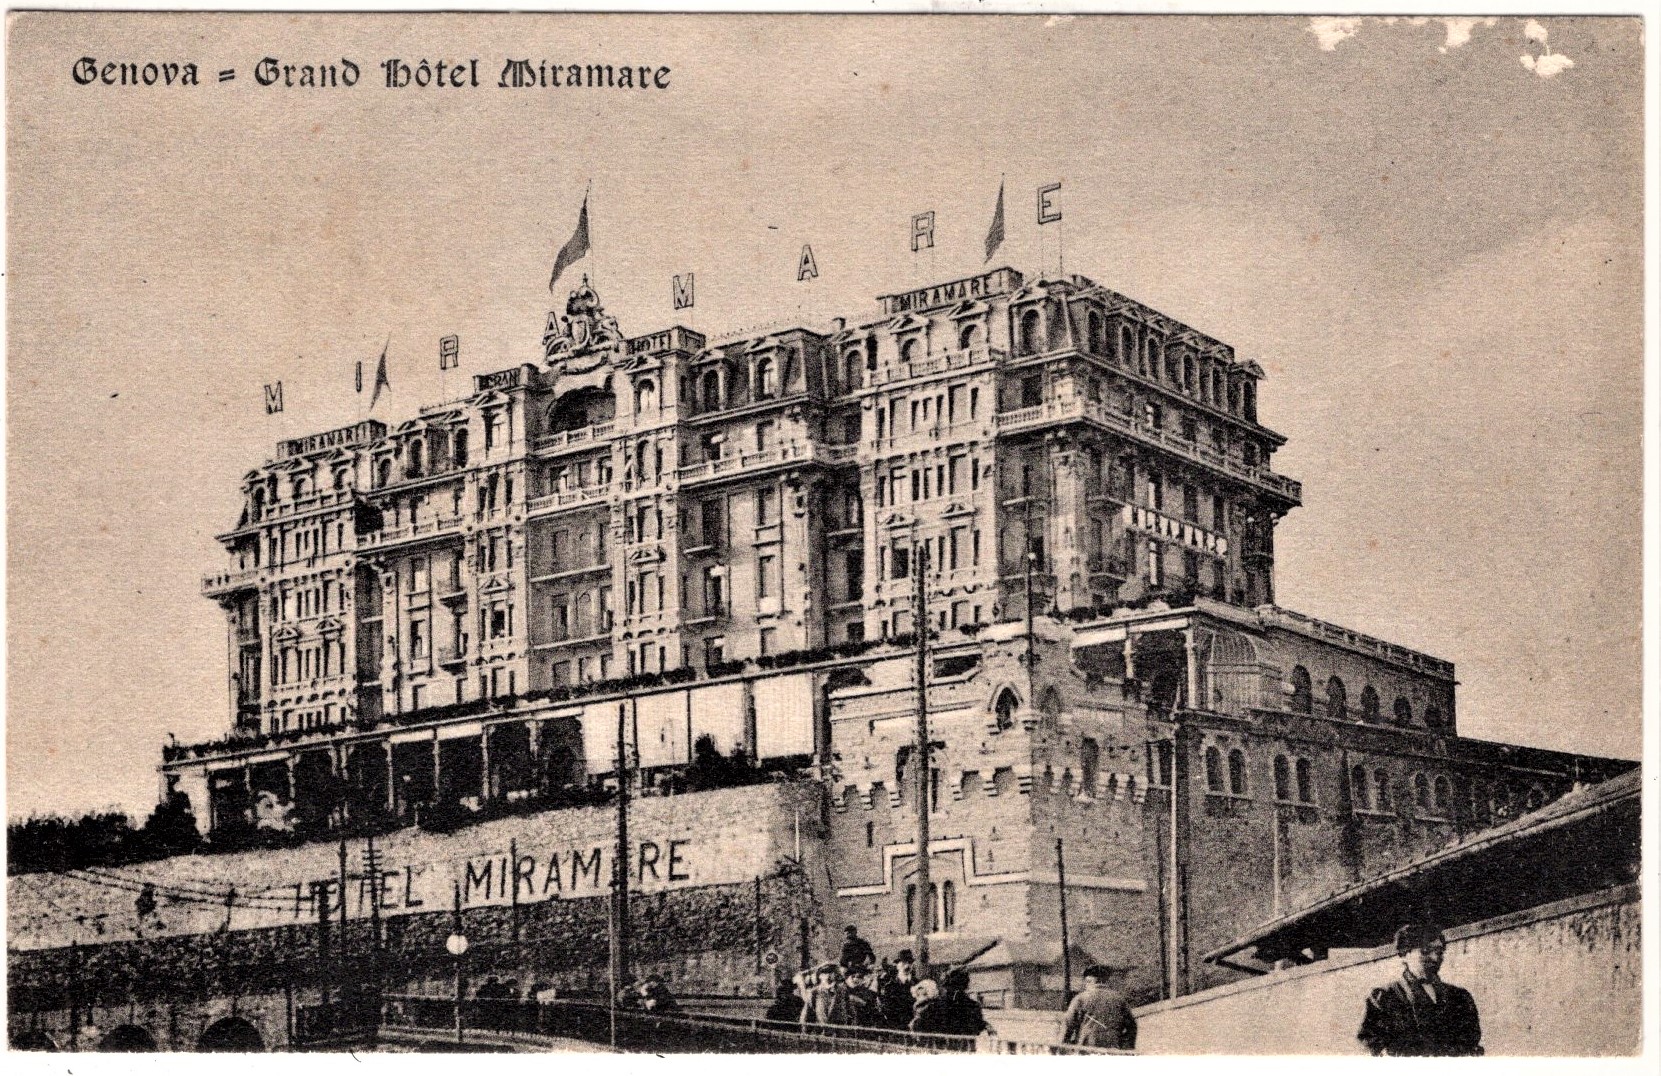 Genova = Grand Hôtel Miramare
M I R A M A R E
MIRAMARE
GRAN
HOTEL
MIRAMARE
MIRAMARE
HOTEL MIRAMARE